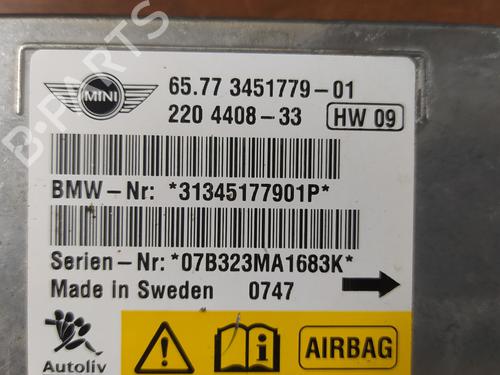 MINI
65.77 3451779-01
220 4408-33 HW 09
BMW-Nr: *31345177901P*
Serien-Nr: *07B323MA1683K*
Made in Sweden 0747
Autoliv
AIRBAG
B-PARTS